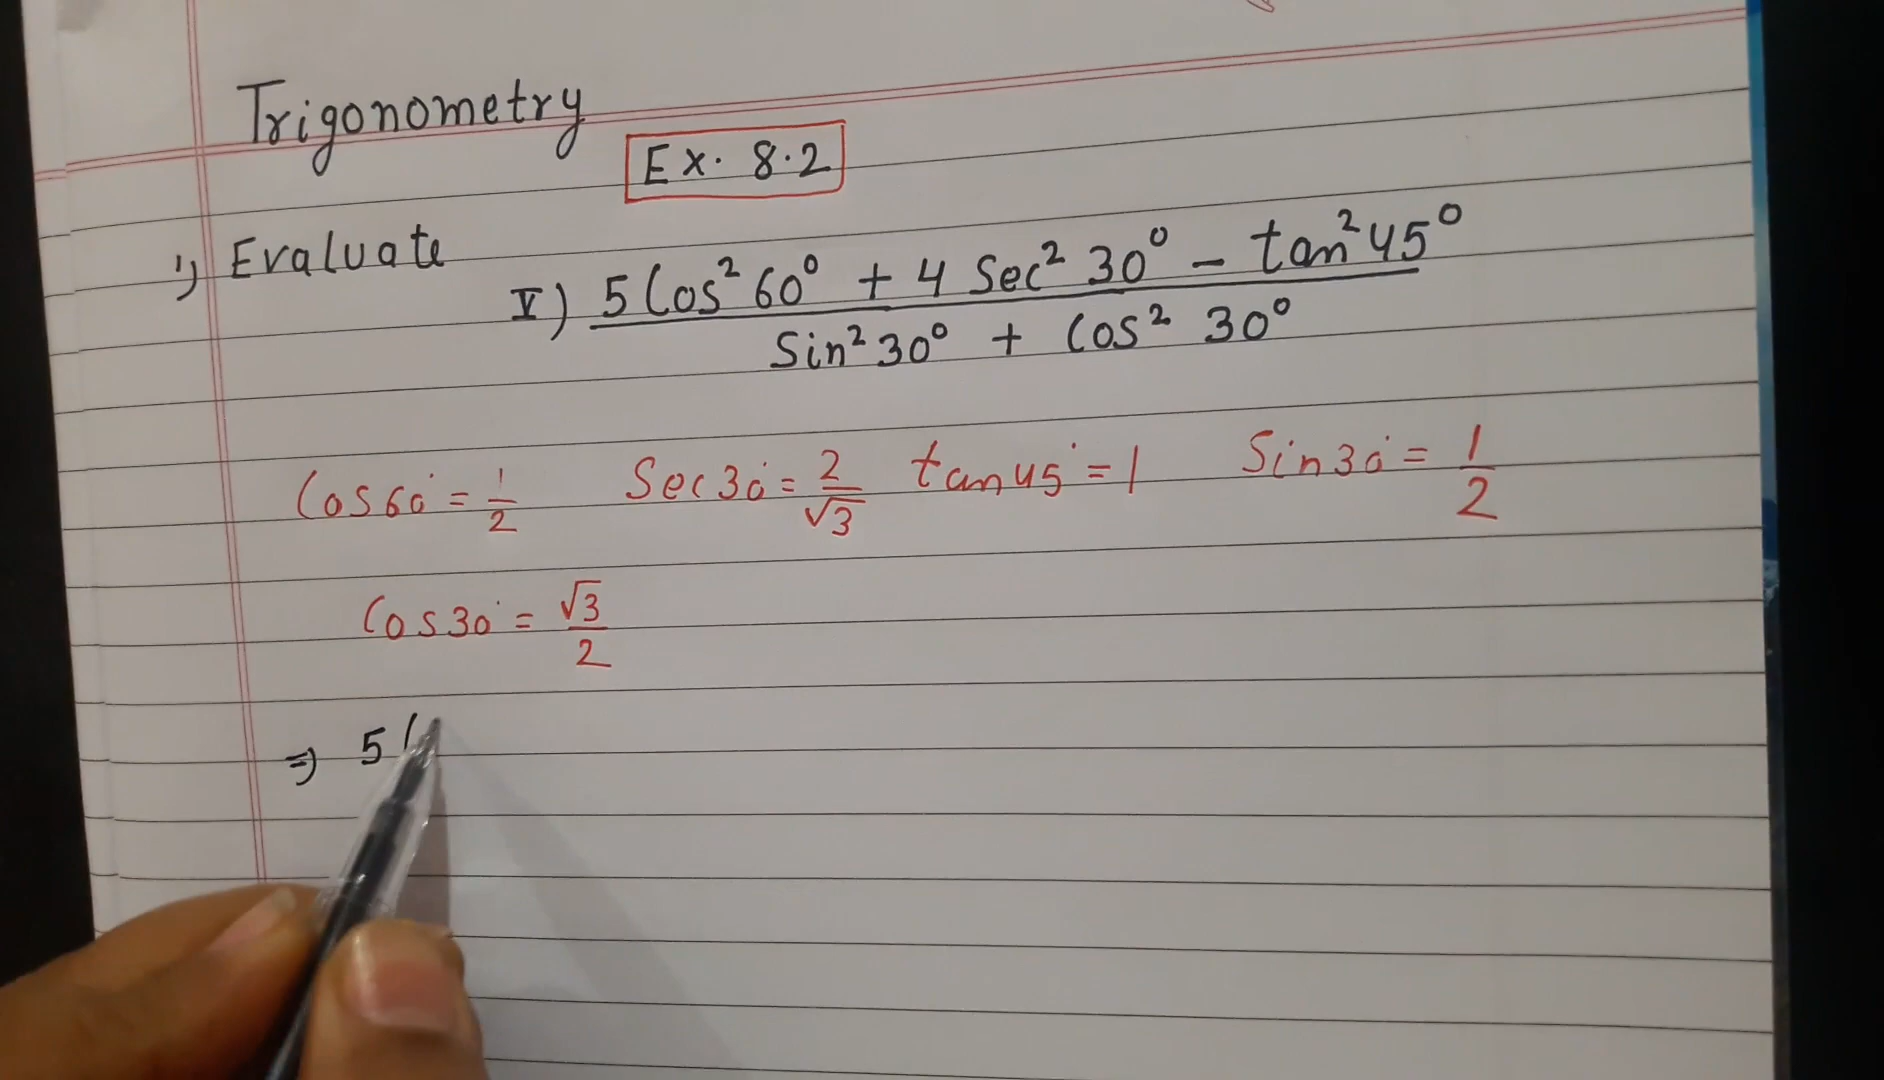 Trigonometry
Ex. 8.2
1) Evaluate
V) 5 Cos² 60° + 4 Sec² 30° - tan² 45°
Sin² 30° + Cos² 30°
Cos 60° = 1/2 Sec 30° = 2/√3 tan 45° = 1 Sin 30° = 1/2
Cos 30° = √3/2
⇒ 5 (